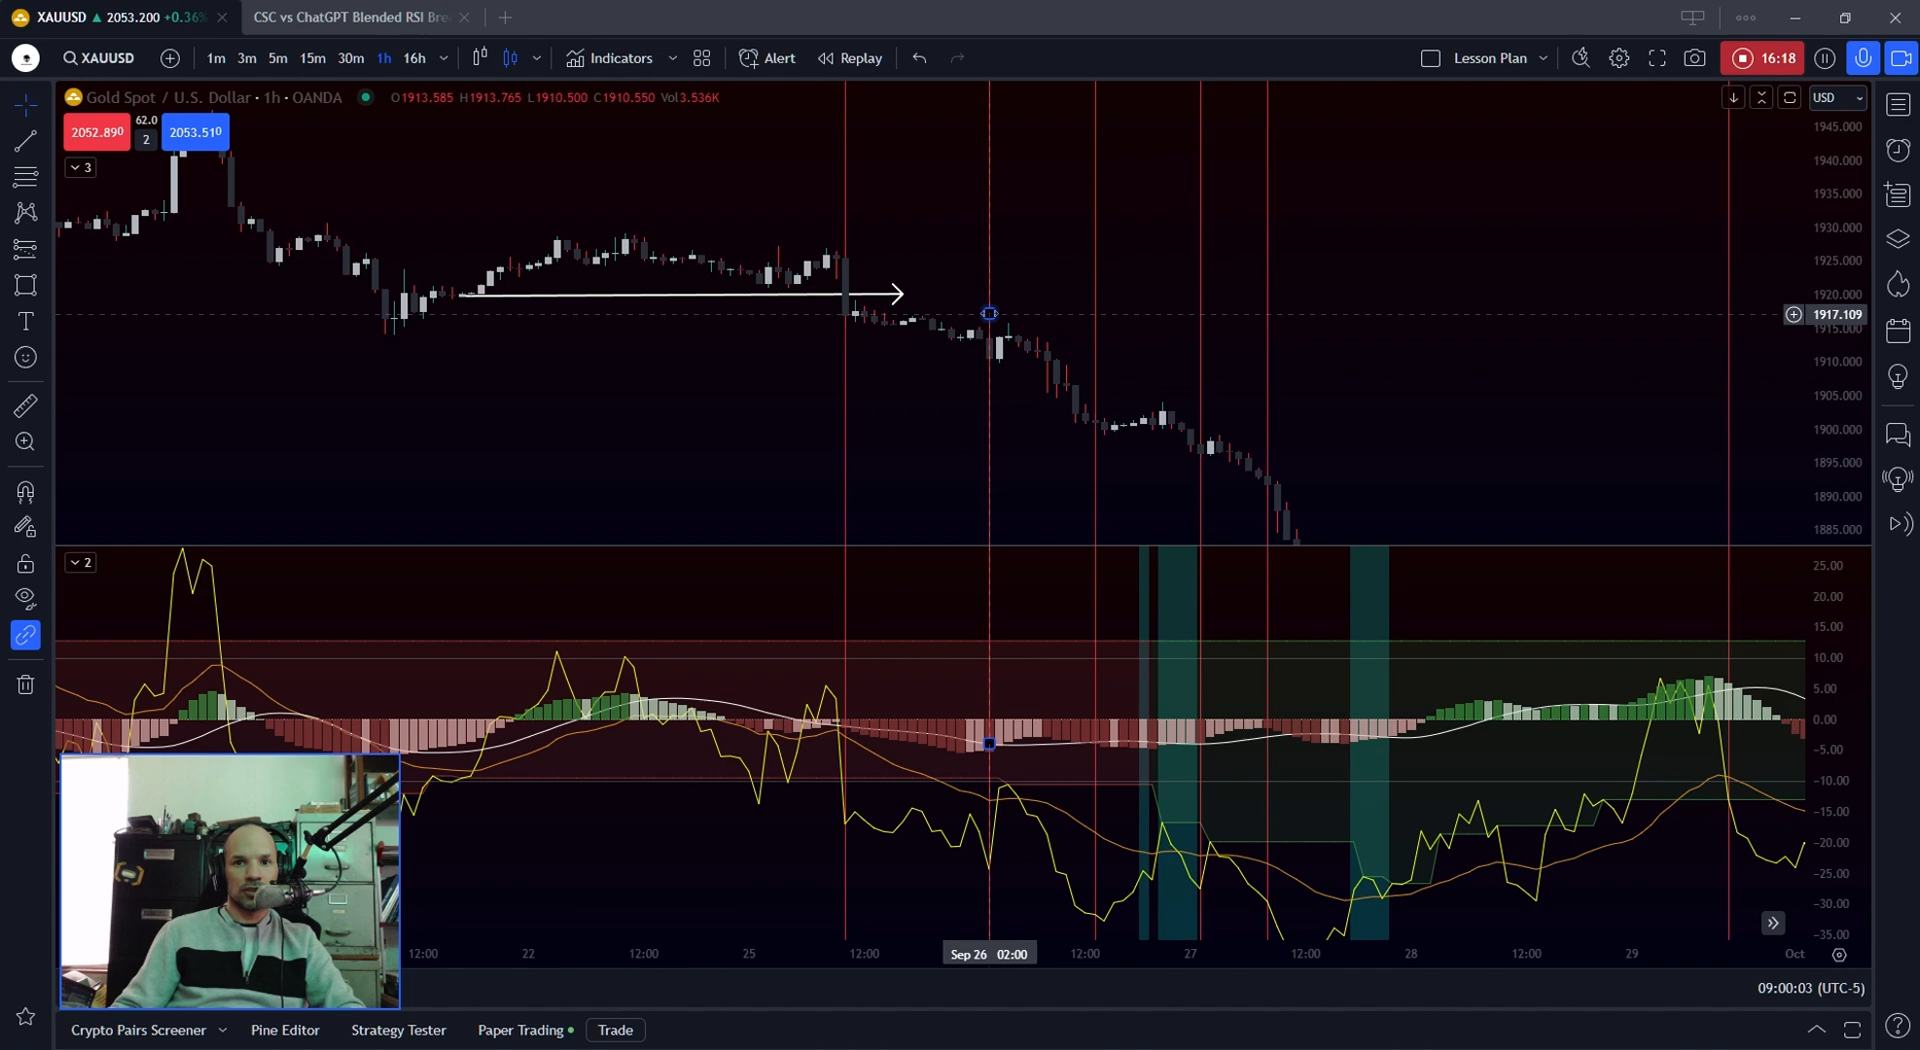 XAUUSD ▲ 2053.200 +0.36%
CSC vs ChatGPT Blended RSI Bre
XAUUSD
1m 3m 5m 15m 30m 1h 16h
Indicators
Alert
Replay
Lesson Plan
16:18
Gold Spot / U.S. Dollar · 1h · OANDA
O1913.585 H1913.765 L1910.500 C1910.550 Vol3.536K
USD
2052.890
62.0
2
2053.510
3
1945.000
1940.000
1935.000
1930.000
1925.000
1920.000
1917.109
1915.000
1910.000
1905.000
1900.000
1895.000
1890.000
1885.000
2
25.00
20.00
15.00
10.00
5.00
0.00
−5.00
−10.00
−15.00
−20.00
−25.00
−30.00
−35.00
12:00 22 12:00 25 12:00 Sep 26 02:00 12:00 27 12:00 28 12:00 29 Oct
09:00:03 (UTC-5)
Crypto Pairs Screener
Pine Editor
Strategy Tester
Paper Trading
Trade